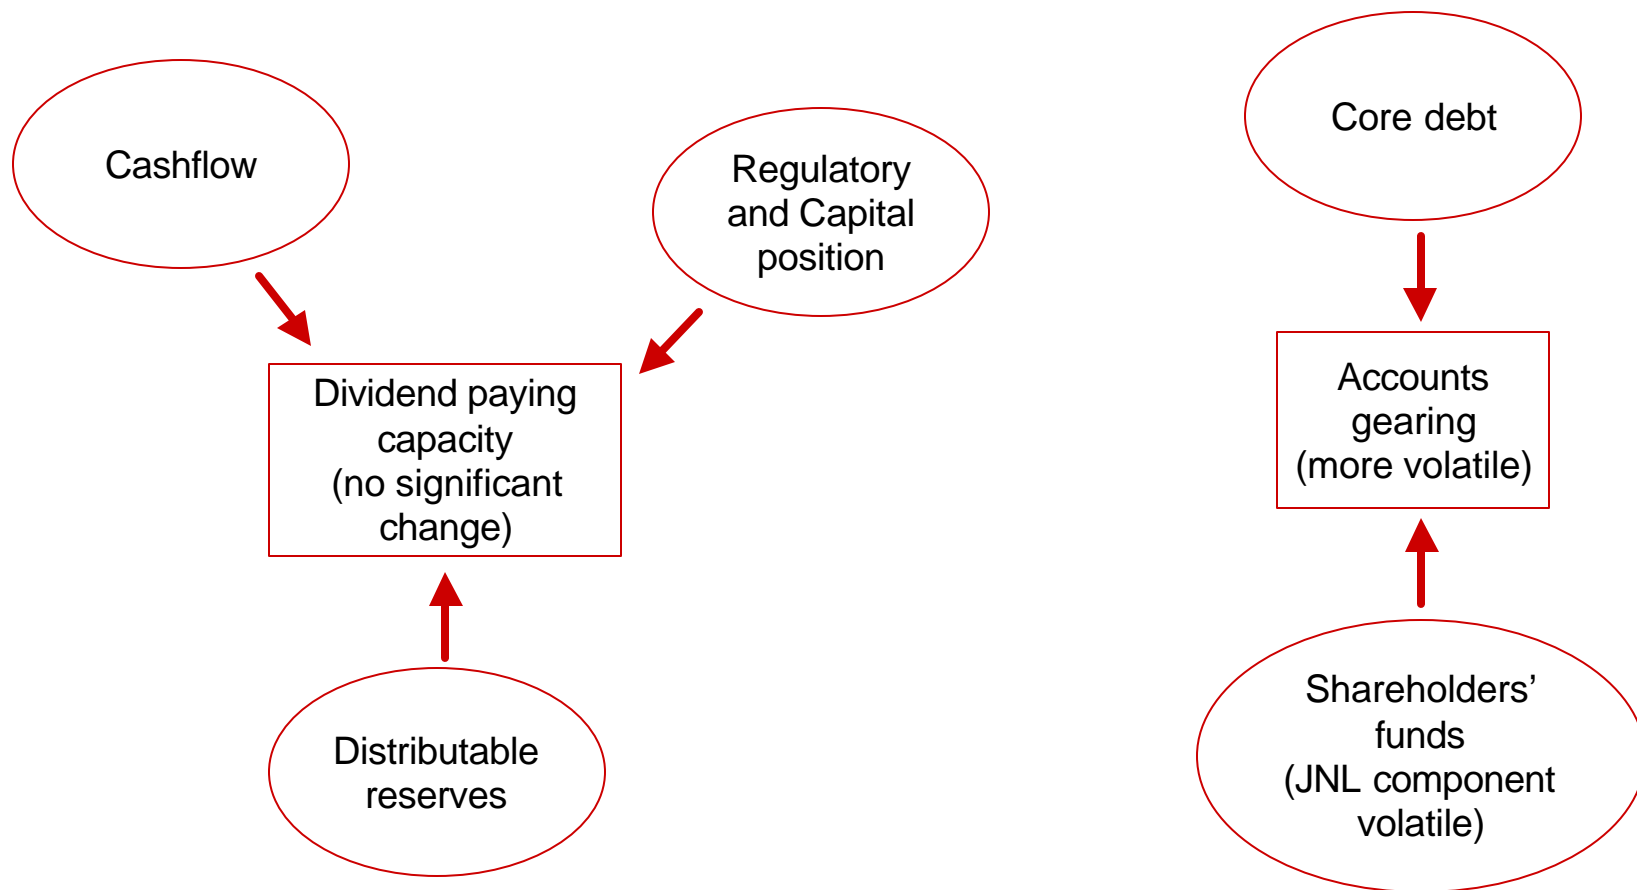 Cashflow
Regulatory
and Capital
position
Dividend paying
capacity
(no significant
change)
Distributable
reserves
Core debt
Accounts
gearing
(more volatile)
Shareholders’
funds
(JNL component
volatile)